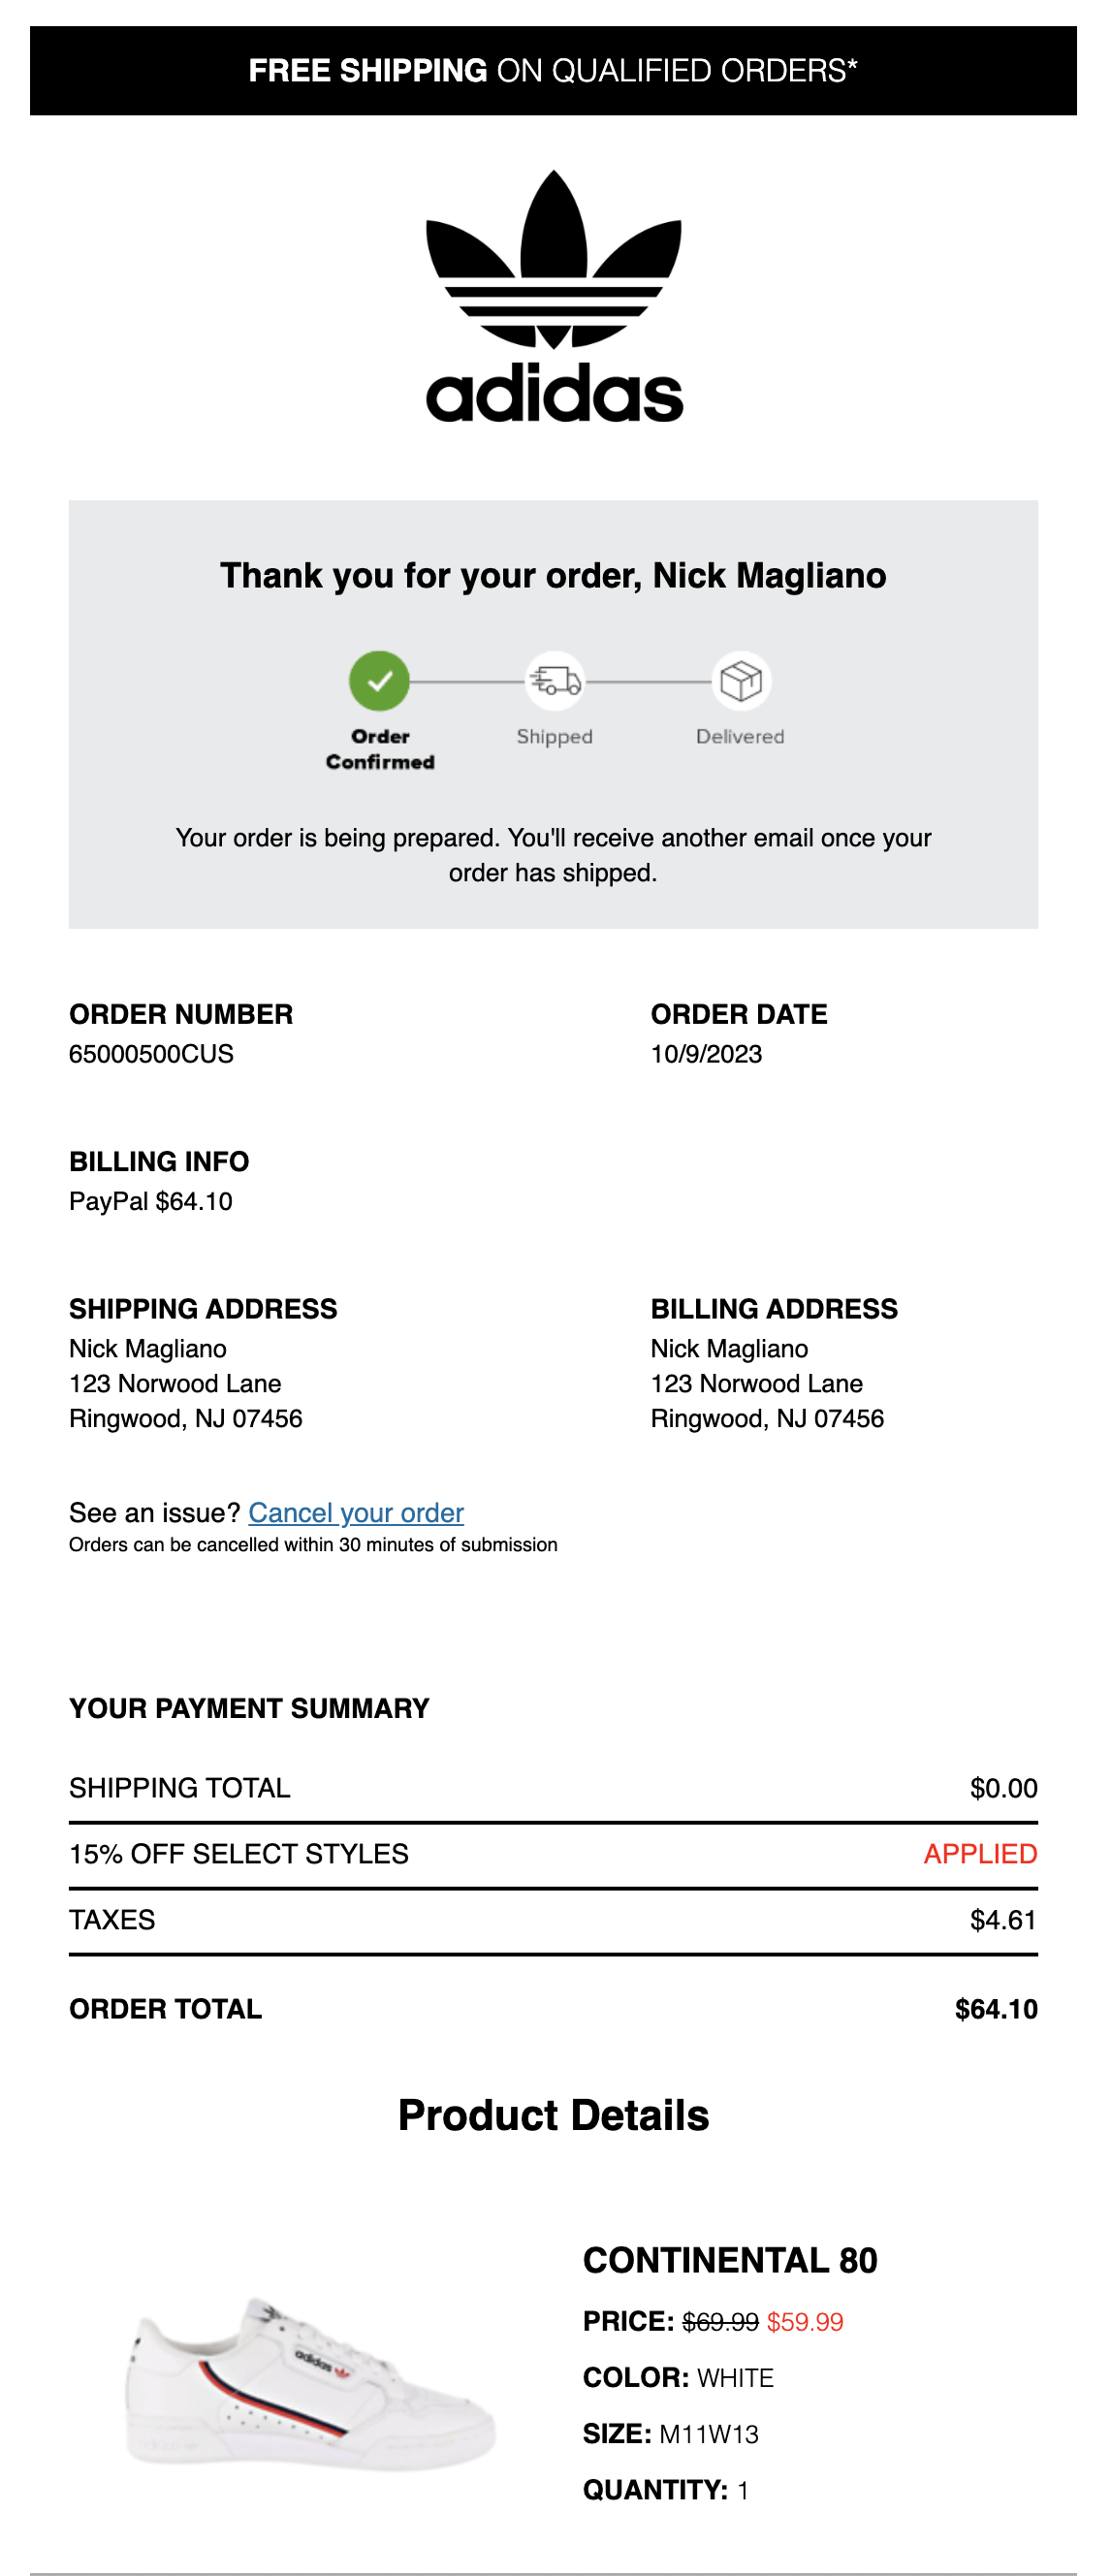 FREE SHIPPING ON QUALIFIED ORDERS*
adidas
Thank you for your order, Nick Magliano
Order
Confirmed
Shipped
Delivered
Your order is being prepared. You'll receive another email once your
order has shipped.
ORDER NUMBER
65000500CUS
ORDER DATE
10/9/2023
BILLING INFO
PayPal $64.10
SHIPPING ADDRESS
Nick Magliano
123 Norwood Lane
Ringwood, NJ 07456
BILLING ADDRESS
Nick Magliano
123 Norwood Lane
Ringwood, NJ 07456
See an issue? Cancel your order
Orders can be cancelled within 30 minutes of submission
YOUR PAYMENT SUMMARY
SHIPPING TOTAL $0.00
15% OFF SELECT STYLES APPLIED
TAXES $4.61
ORDER TOTAL $64.10
Product Details
adidas
CONTINENTAL 80
PRICE: $69.99 $59.99
COLOR: WHITE
SIZE: M11W13
QUANTITY: 1